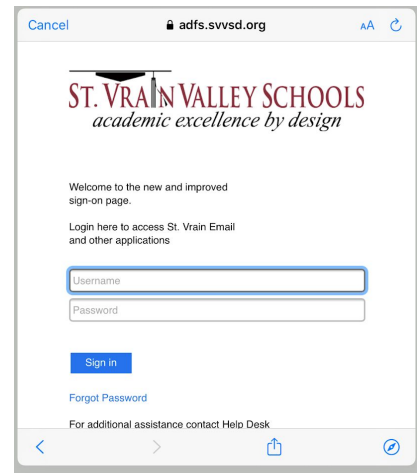 Cancel
adfs.svvsd.org
AA
ST. VRAIN VALLEY SCHOOLS
academic excellence by design
Welcome to the new and improved
sign-on page.
Login here to access St. Vrain Email
and other applications
Username
Password
Sign in
Forgot Password
For additional assistance contact Help Desk